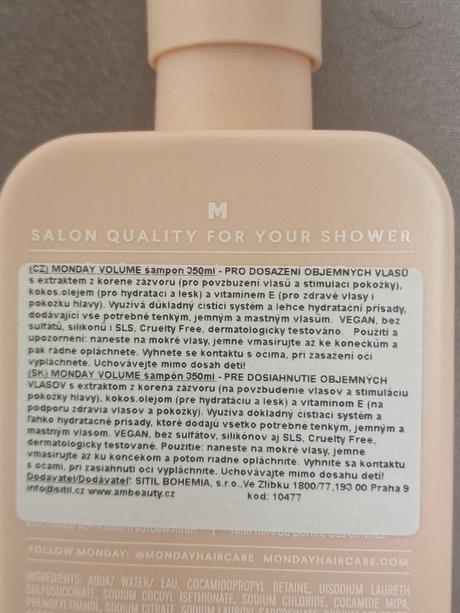 M
SALON QUALITY FOR YOUR SHOWER
(CZ) MONDAY VOLUME šampon 350ml - PRO DOSAŽENÍ OBJEMNÝCH VLASŮ
s extraktem z kořene zázvoru (pro povzbuzení vlasů a stimulaci pokožky),
kokos.olejem (pro hydrataci a lesk) a vitamínem E (pro zdravé vlasy i
pokožku hlavy). Využívá důkladný čistící systém a lehce hydratační přísady,
dodávající vše potřebné tenkým, jemným a mastným vlasům. VEGAN, bez
sulfátů, silikonů i SLS, Cruelty Free, dermatologicky testováno. Použití a
upozornění: naneste na mokré vlasy, jemně vmasírujte až ke konečkům a
pak řádně opláchněte. Vyhněte se kontaktu s očima, při zasažení očí
vypláchněte. Uchovávejte mimo dosah dětí!
(SK) MONDAY VOLUME šampón 350ml - PRE DOSIAHNUTIE OBJEMNÝCH
VLASOV s extraktom z koreňa zázvoru (na povzbudenie vlasov a stimuláciu
pokožky hlavy), kokos.olejom (pre hydratáciu a lesk) a vitamínom E (na
podporu zdravia vlasov a pokožky). Využíva dôkladný čistiaci systém a
ľahko hydratačné prísady, ktoré dodajú všetko potrebné tenkým, jemným a
mastným vlasom. VEGAN, bez sulfátov, silikónov aj SLS, Cruelty Free,
dermatologicky testované. Použitie: naneste na mokré vlasy, jemne
vmasírujte až ku končekom a potom riadne opláchnite. Vyhnite sa kontaktu
s očami, pri zasiahnutí očí vypláchnite. Uchovávajte mimo dosahu detí!
Dodavatel/Dodávateľ: SITIL BOHEMIA, s.r.o.,Ve Žlíbku 1800/77,193 00 Praha 9
info@sitil.cz www.ambeauty.cz kod: 10477
FOLLOW MONDAY: @MONDAYHAIRCARE MONDAYHAIRCARE.COM
INGREDIENTS: AQUA/ WATER/ EAU, COCAMIDOPROPYL BETAINE, DISODIUM LAURETH
SULFOSUCCINATE, SODIUM COCOYL ISETHIONATE, SODIUM CHLORIDE, COCAMIDE MIPA,
PHENOXYETHANOL, SODIUM CITRATE, SODIUM LAUROYL